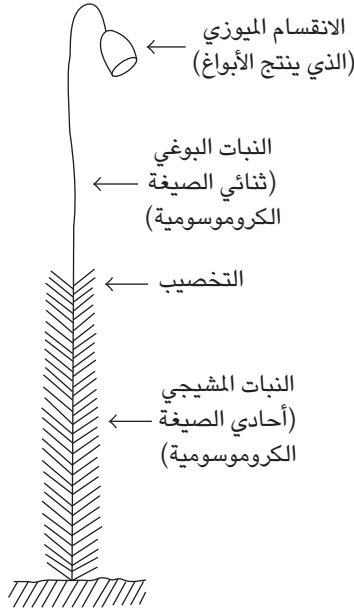 الانقسام الميوزي
(الذي ينتج الأبواغ)
النبات البوغي
(ثنائي الصيغة
الكروموسومية)
التخصيب
النبات المشيجي
(أحادي الصيغة
الكروموسومية)